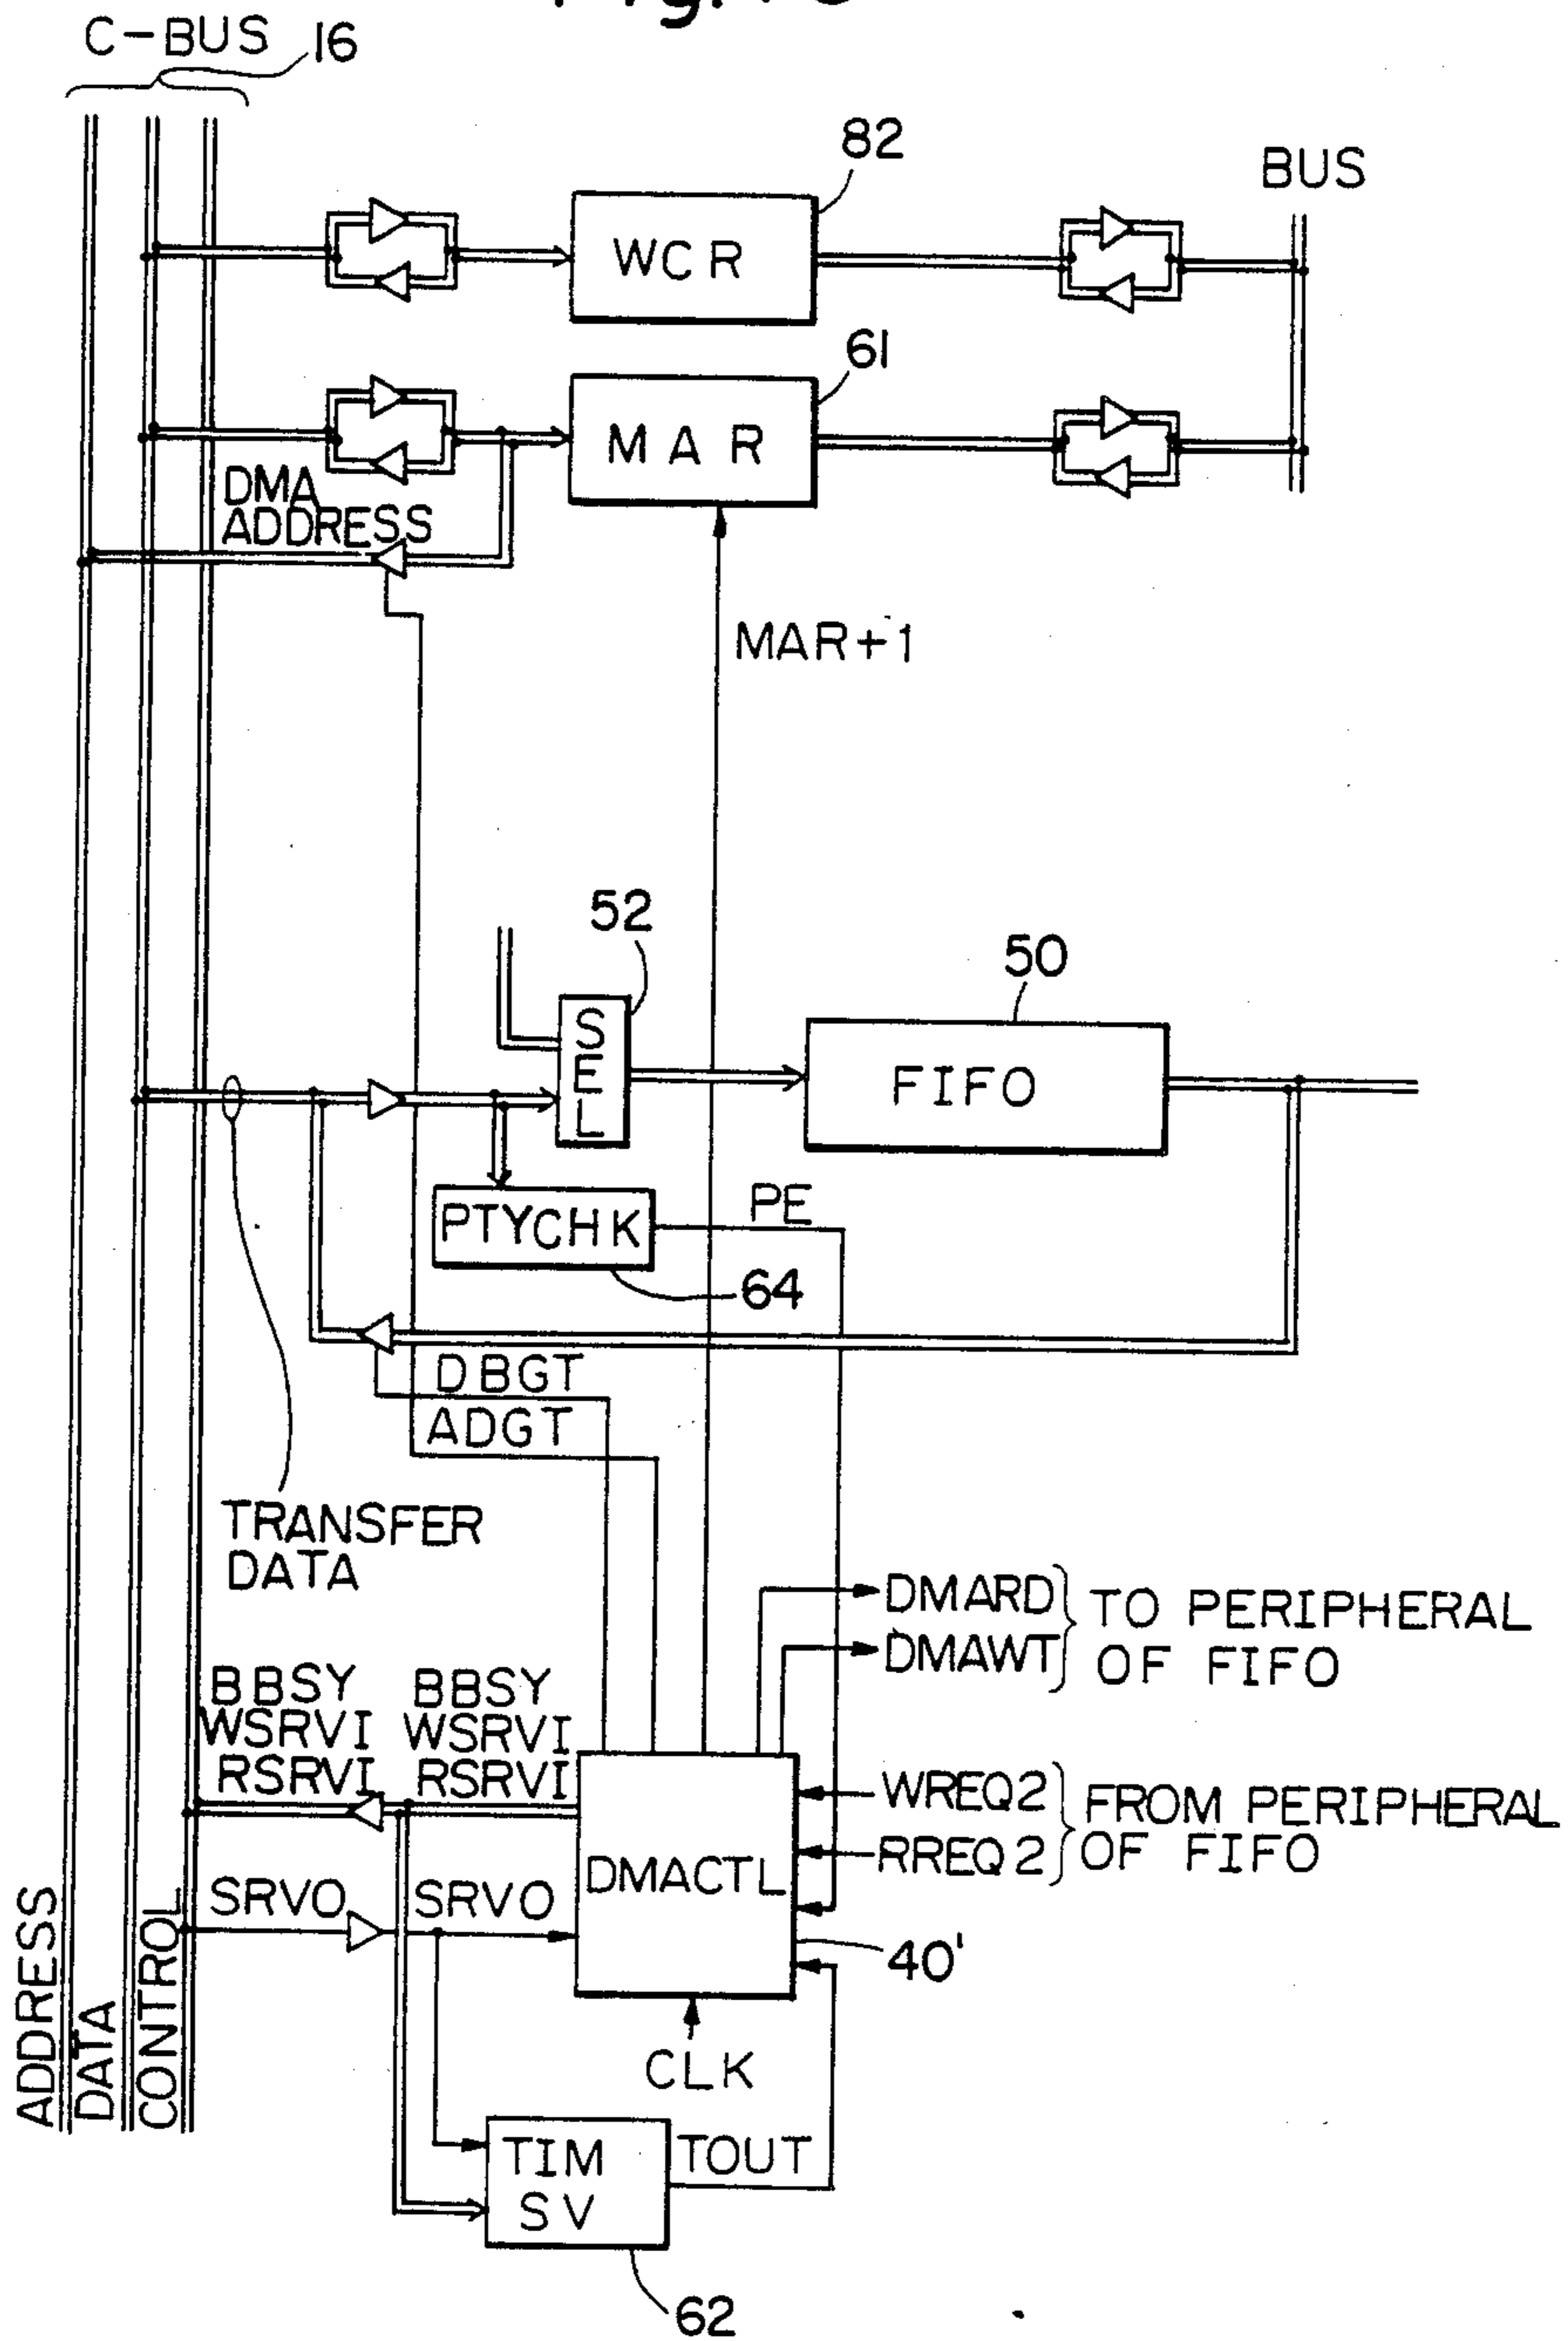 C-BUS 16
82
BUS
WCR
61
MAR
DMA
ADDRESS
MAR+1
52
50
SEL
FIFO
PTYCHK
PE
64
DBGT
ADGT
TRANSFER
DATA
DMARD
DMAWT
TO PERIPHERAL
OF FIFO
BBSY
WSRVI
RSRVI
BBSY
WSRVI
RSRVI
WREQ2
RREQ2
FROM PERIPHERAL
OF FIFO
DMACTL
SRVO
SRVO
40'
ADDRESS
DATA
CONTROL
CLK
TIM
SV
TOUT
62